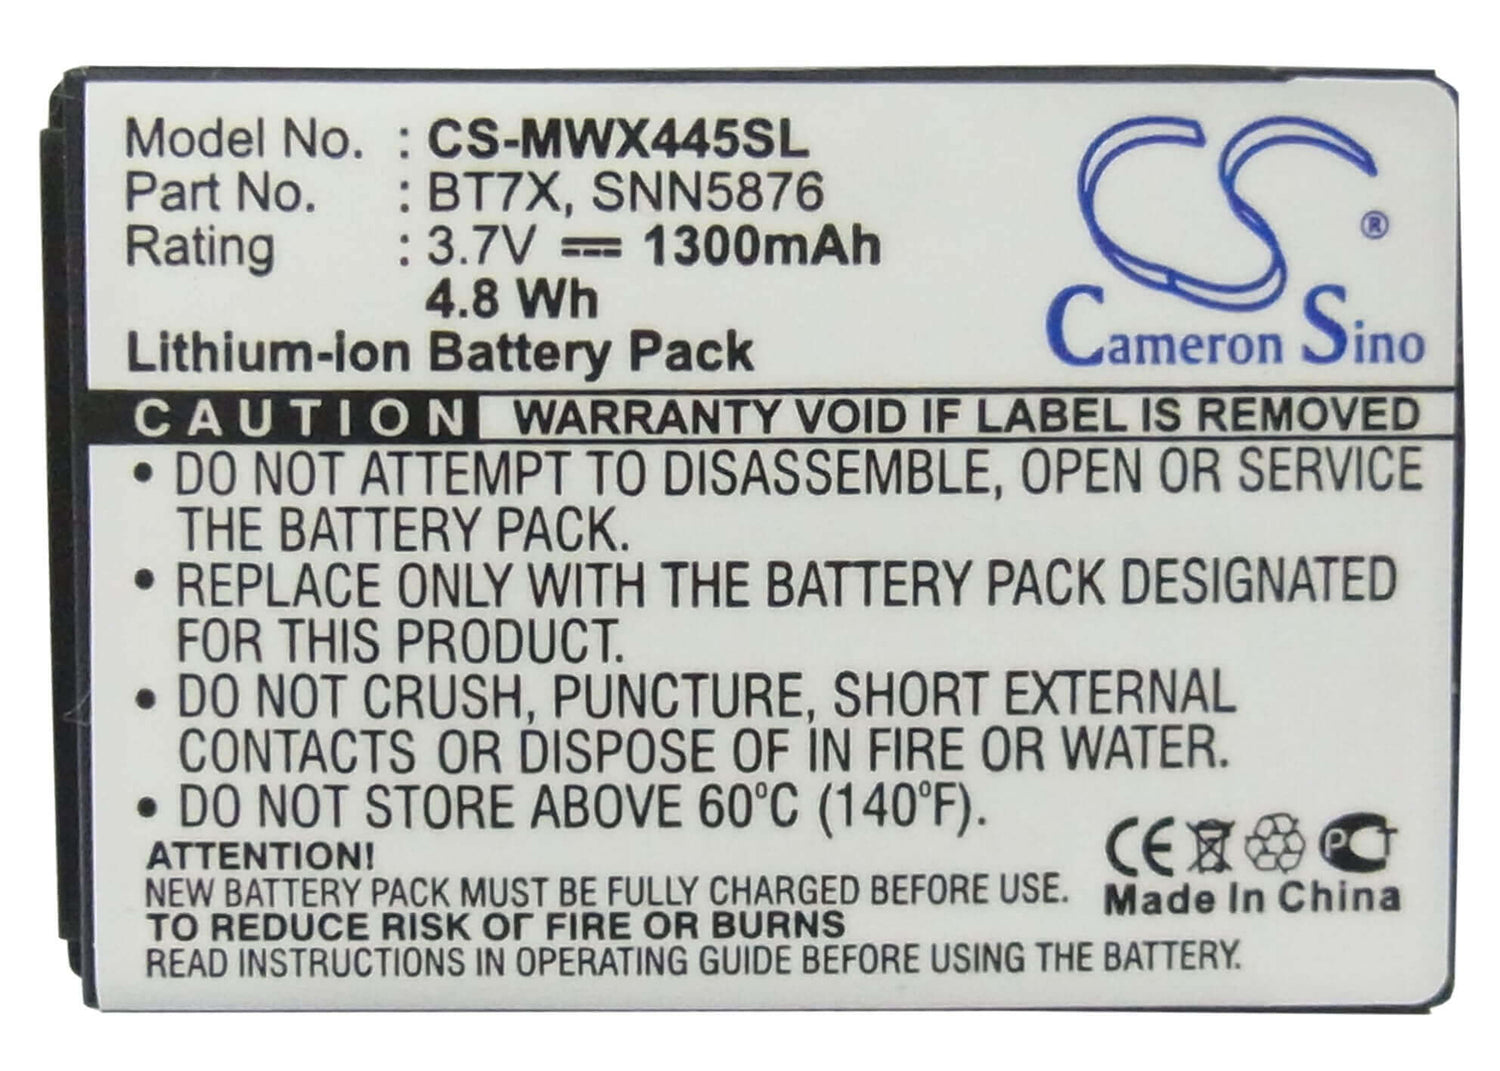 Model No. : CS-MWX445SL
Part No. : BT7X, SNN5876
Rating : 3.7V 1300mAh
4.8 Wh
Lithium-ion Battery Pack
CS ®
Cameron Sino
CAUTION WARRANTY VOID IF LABEL IS REMOVED
• DO NOT ATTEMPT TO DISASSEMBLE, OPEN OR SERVICE
THE BATTERY PACK.
• REPLACE ONLY WITH THE BATTERY PACK DESIGNATED
FOR THIS PRODUCT.
• DO NOT CRUSH, PUNCTURE, SHORT EXTERNAL
CONTACTS OR DISPOSE OF IN FIRE OR WATER.
• DO NOT STORE ABOVE 60°C (140°F).
ATTENTION!
NEW BATTERY PACK MUST BE FULLY CHARGED BEFORE USE.
TO REDUCE RISK OF FIRE OR BURNS
READ INSTRUCTIONS IN OPERATING GUIDE BEFORE USING THE BATTERY.
CE PCT
Made In China